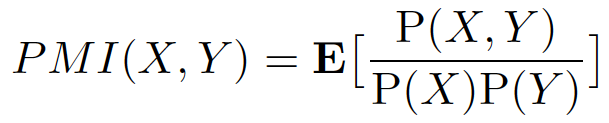 PMI(X, Y) = E[P(X, Y) / P(X)P(Y)]